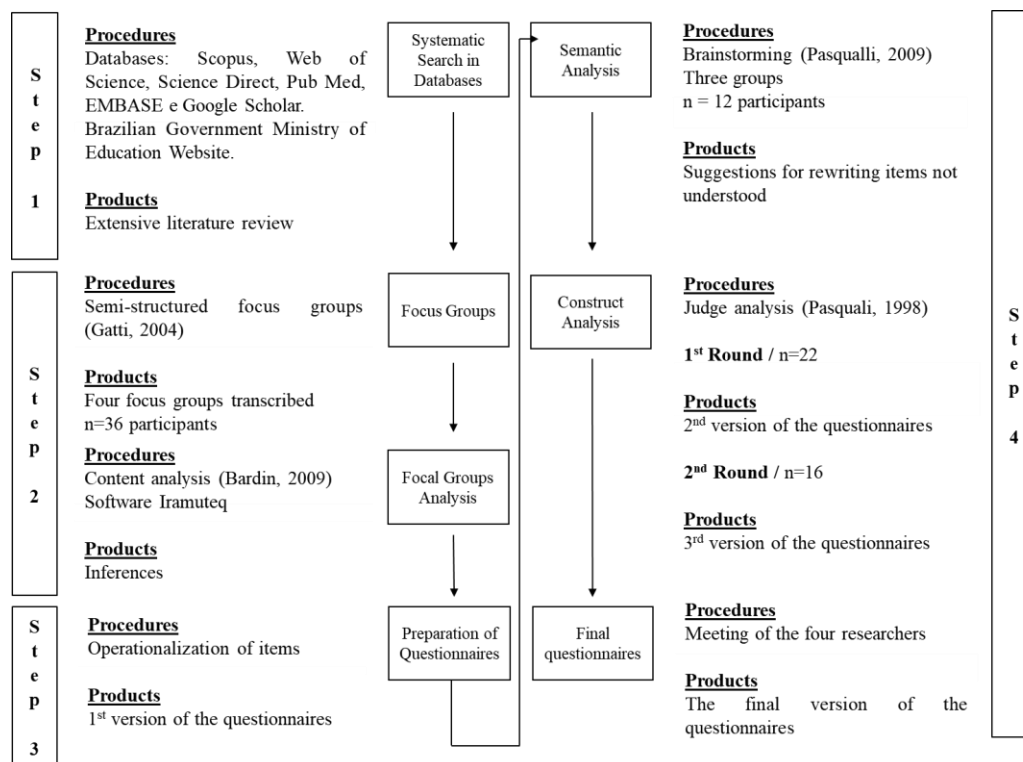 Step 1
Procedures
Databases: Scopus, Web of
Science, Science Direct, Pub Med,
EMBASE e Google Scholar.
Brazilian Government Ministry of
Education Website.
Products
Extensive literature review
Systematic
Search in
Databases
Step 2
Procedures
Semi-structured focus groups
(Gatti, 2004)
Products
Four focus groups transcribed
n=36 participants
Focus Groups
Procedures
Content analysis (Bardin, 2009)
Software Iramuteq
Products
Inferences
Focal Groups
Analysis
Step 3
Procedures
Operationalization of items
Products
1st version of the questionnaires
Preparation of
Questionnaires
Semantic
Analysis
Procedures
Brainstorming (Pasqualli, 2009)
Three groups
n = 12 participants
Products
Suggestions for rewriting items not
understood
Construct
Analysis
Procedures
Judge analysis (Pasquali, 1998)
1st Round / n=22
Products
2nd version of the questionnaires
2nd Round / n=16
Products
3rd version of the questionnaires
Final
questionnaires
Procedures
Meeting of the four researchers
Products
The final version of the
questionnaires
Step 4